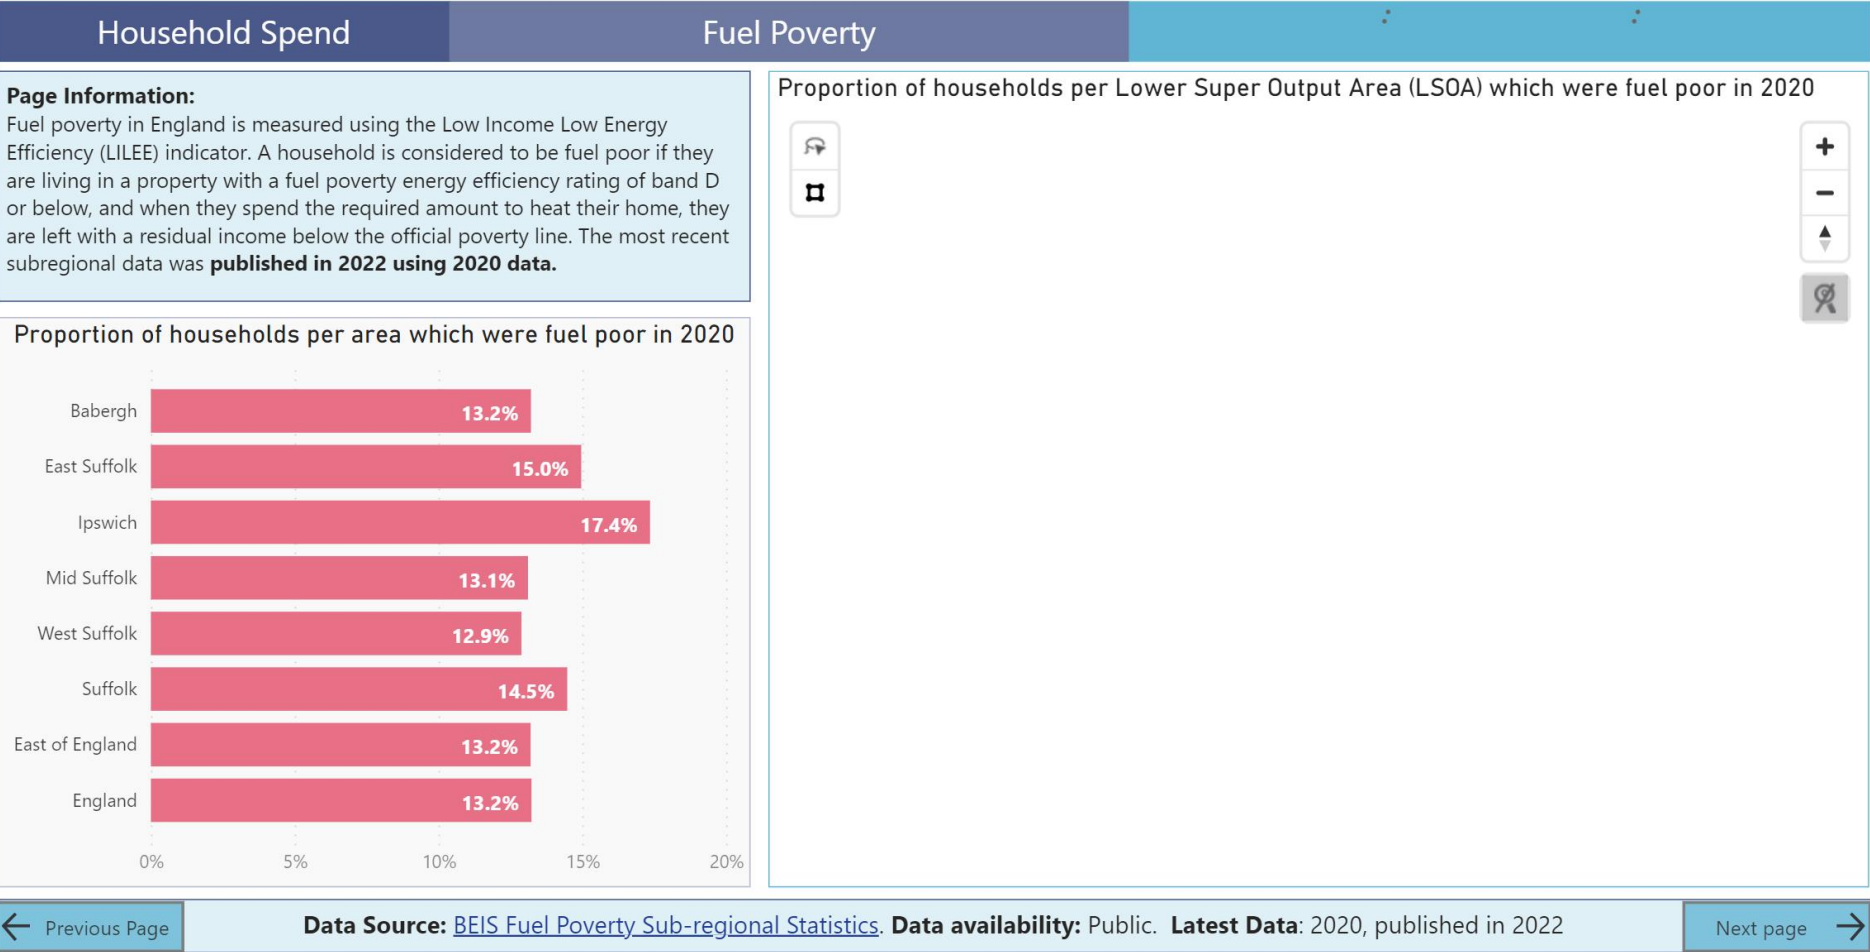 Household Spend
Fuel Poverty
Page Information:
Fuel poverty in England is measured using the Low Income Low Energy
Efficiency (LILEE) indicator. A household is considered to be fuel poor if they
are living in a property with a fuel poverty energy efficiency rating of band D
or below, and when they spend the required amount to heat their home, they
are left with a residual income below the official poverty line. The most recent
subregional data was published in 2022 using 2020 data.
Proportion of households per area which were fuel poor in 2020
Babergh 13.2%
East Suffolk 15.0%
Ipswich 17.4%
Mid Suffolk 13.1%
West Suffolk 12.9%
Suffolk 14.5%
East of England 13.2%
England 13.2%
0% 5% 10% 15% 20%
Proportion of households per Lower Super Output Area (LSOA) which were fuel poor in 2020
Previous Page
Data Source: BEIS Fuel Poverty Sub-regional Statistics. Data availability: Public. Latest Data: 2020, published in 2022
Next page